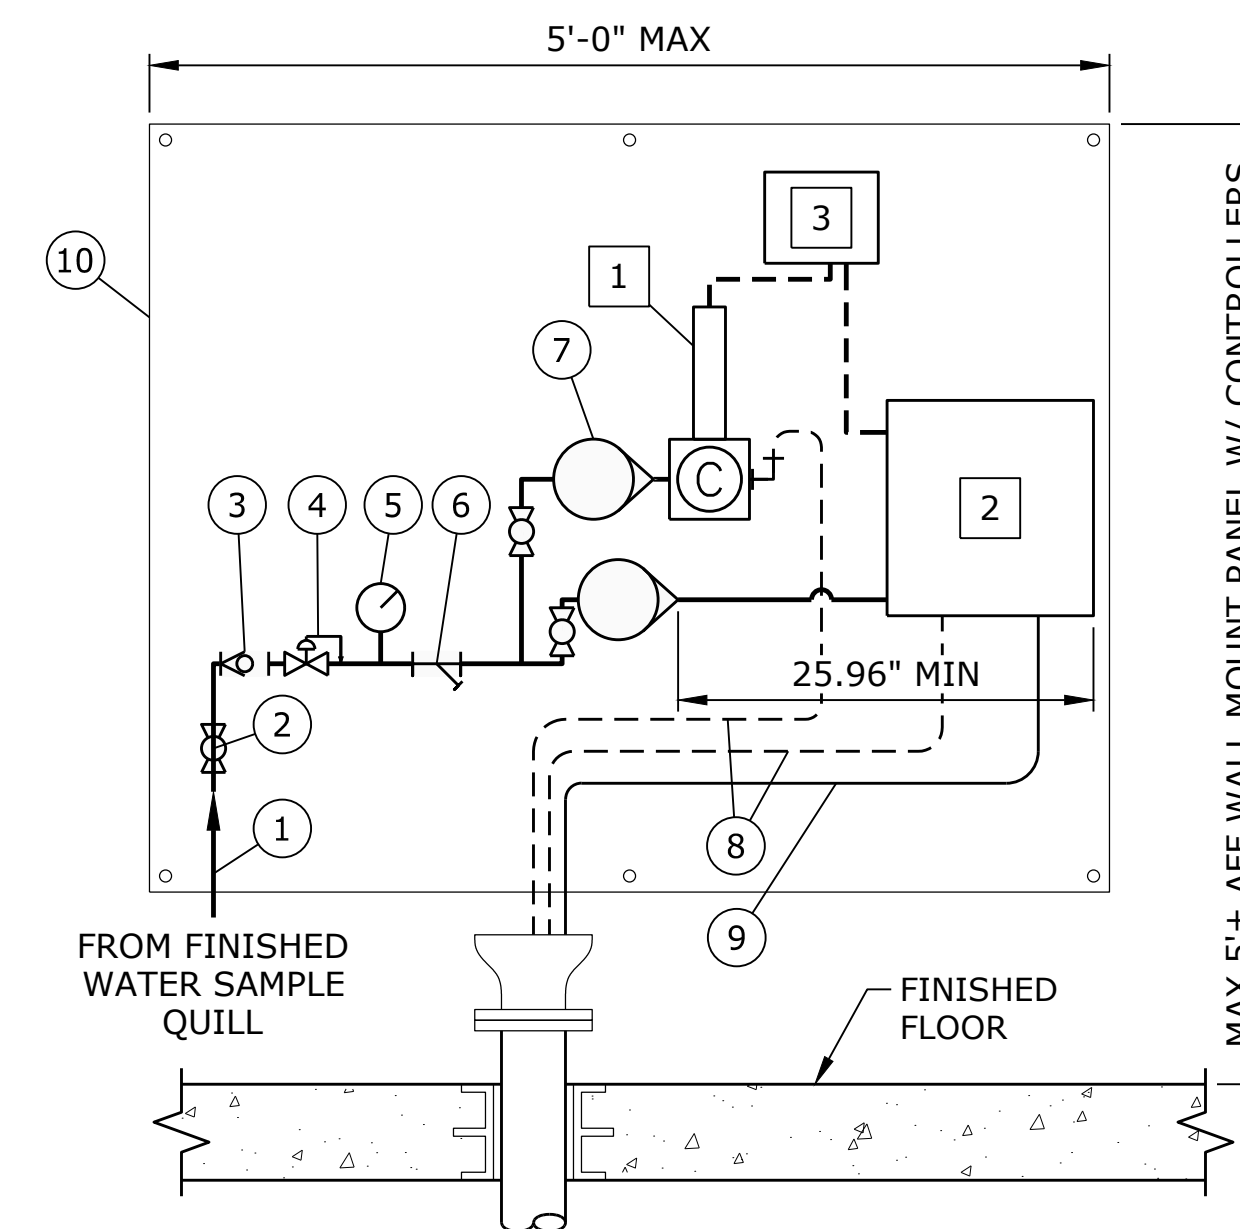 5'-0" MAX
3
1
10
7
C
2
3
4
5
6
25.96" MIN
2
1
8
9
FROM FINISHED
WATER SAMPLE
QUILL
FINISHED
FLOOR
MAX 5'± AFF WALL MOUNT PANEL W/ CONTROLLERS